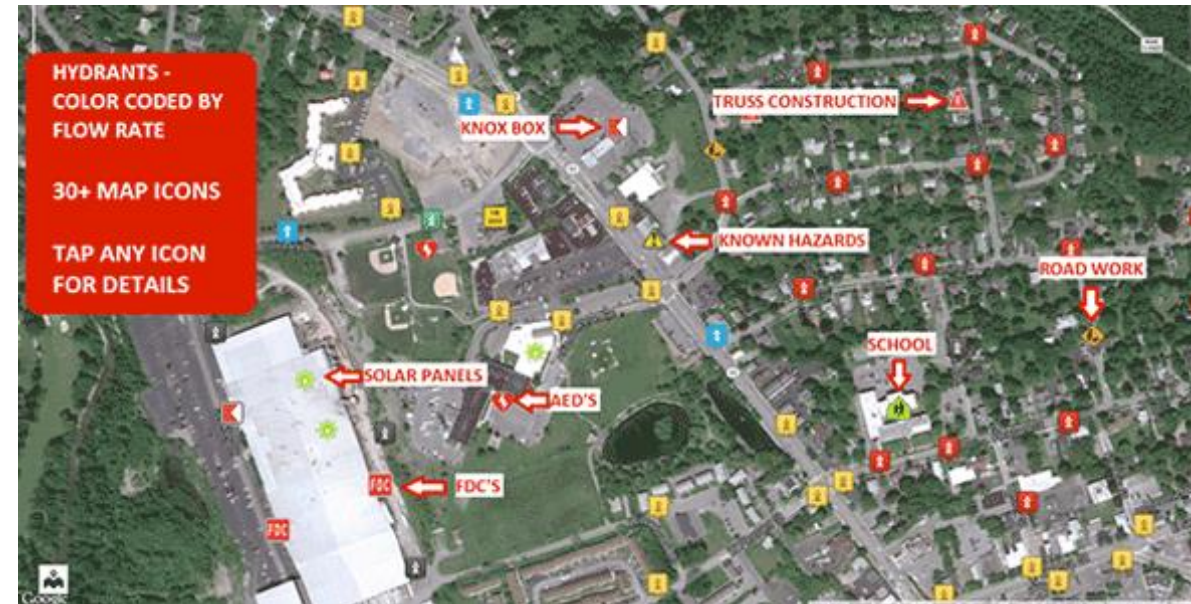 HYDRANTS -
COLOR CODED BY
FLOW RATE
30+ MAP ICONS
TAP ANY ICON
FOR DETAILS
TRUSS CONSTRUCTION
KNOX BOX
KNOWN HAZARDS
ROAD WORK
SCHOOL
SOLAR PANELS
AED'S
FDC
FDC'S
FDC
Google